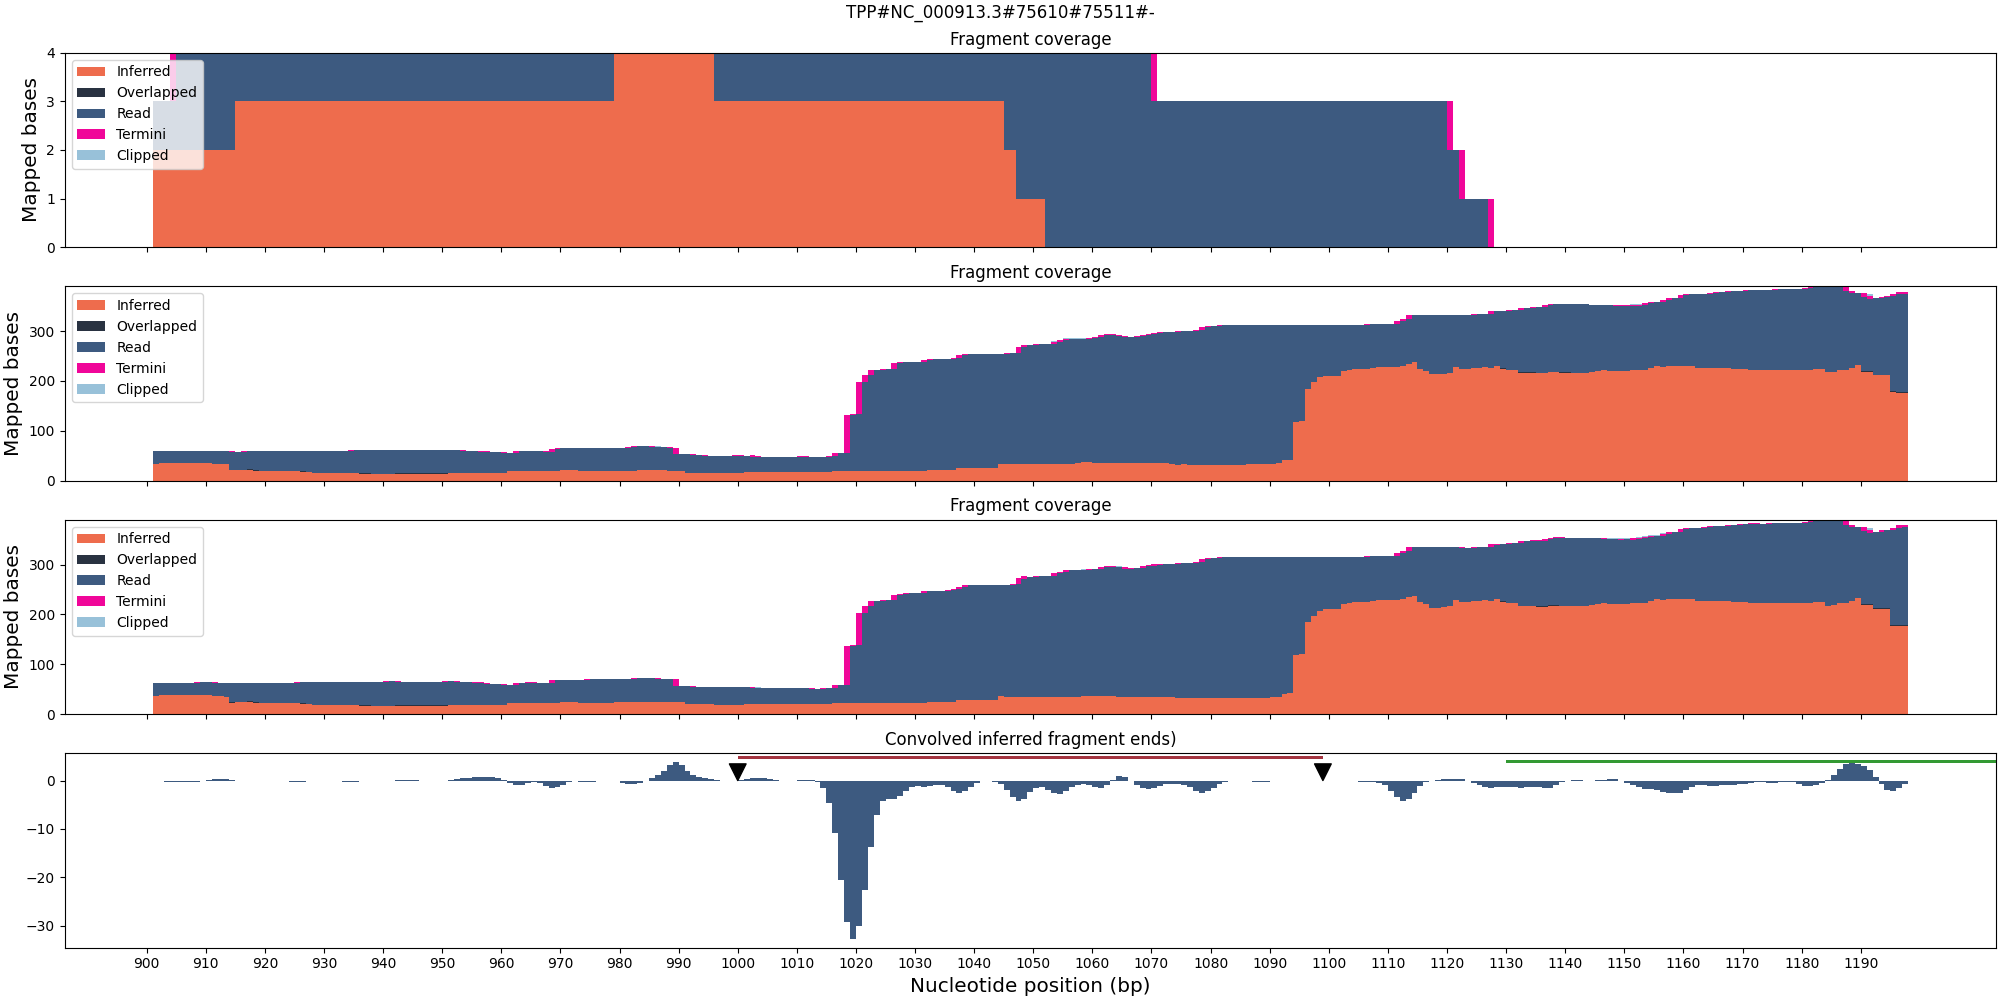 TPP#NC_000913.3#75610#75511#-
Fragment coverage
Mapped bases
4
3
2
1
0
Inferred
Overlapped
Read
Termini
Clipped
Fragment coverage
Mapped bases
300
200
100
0
Inferred
Overlapped
Read
Termini
Clipped
Fragment coverage
Mapped bases
300
200
100
0
Inferred
Overlapped
Read
Termini
Clipped
Convolved inferred fragment ends)
0
−10
−20
−30
900 910 920 930 940 950 960 970 980 990 1000 1010 1020 1030 1040 1050 1060 1070 1080 1090 1100 1110 1120 1130 1140 1150 1160 1170 1180 1190
Nucleotide position (bp)